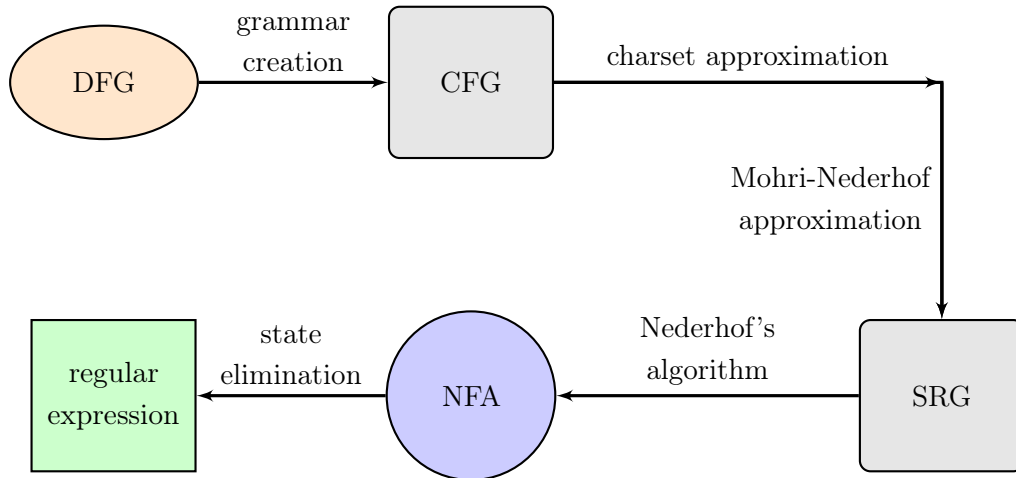 DFG
grammar
creation
CFG
charset approximation
Mohri-Nederhof
approximation
SRG
Nederhof's
algorithm
NFA
state
elimination
regular
expression